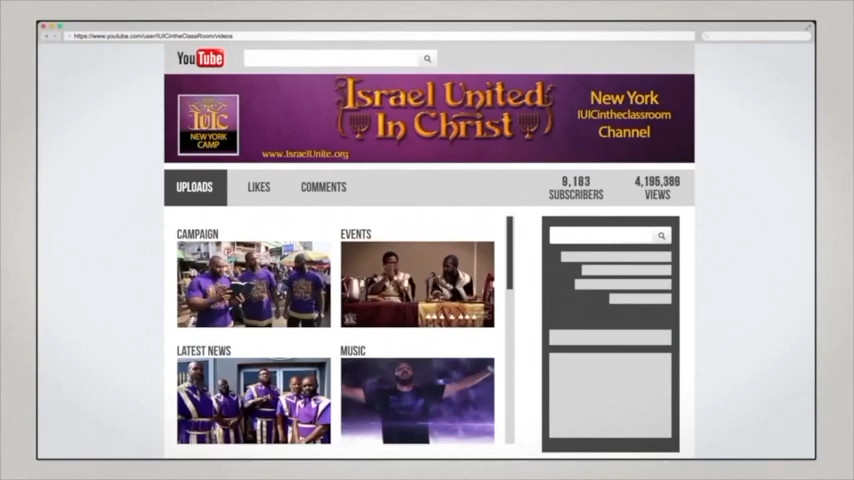 https://www.youtube.com/user/IUICintheClassRoom/videos
YouTube
Israel United
In Christ
New York
IUICintheclassroom
Channel
IUIC
NEW YORK
CAMP
www.IsraelUnite.org
UPLOADS
LIKES
COMMENTS
9,183
SUBSCRIBERS
4,195,389
VIEWS
CAMPAIGN
EVENTS
LATEST NEWS
MUSIC